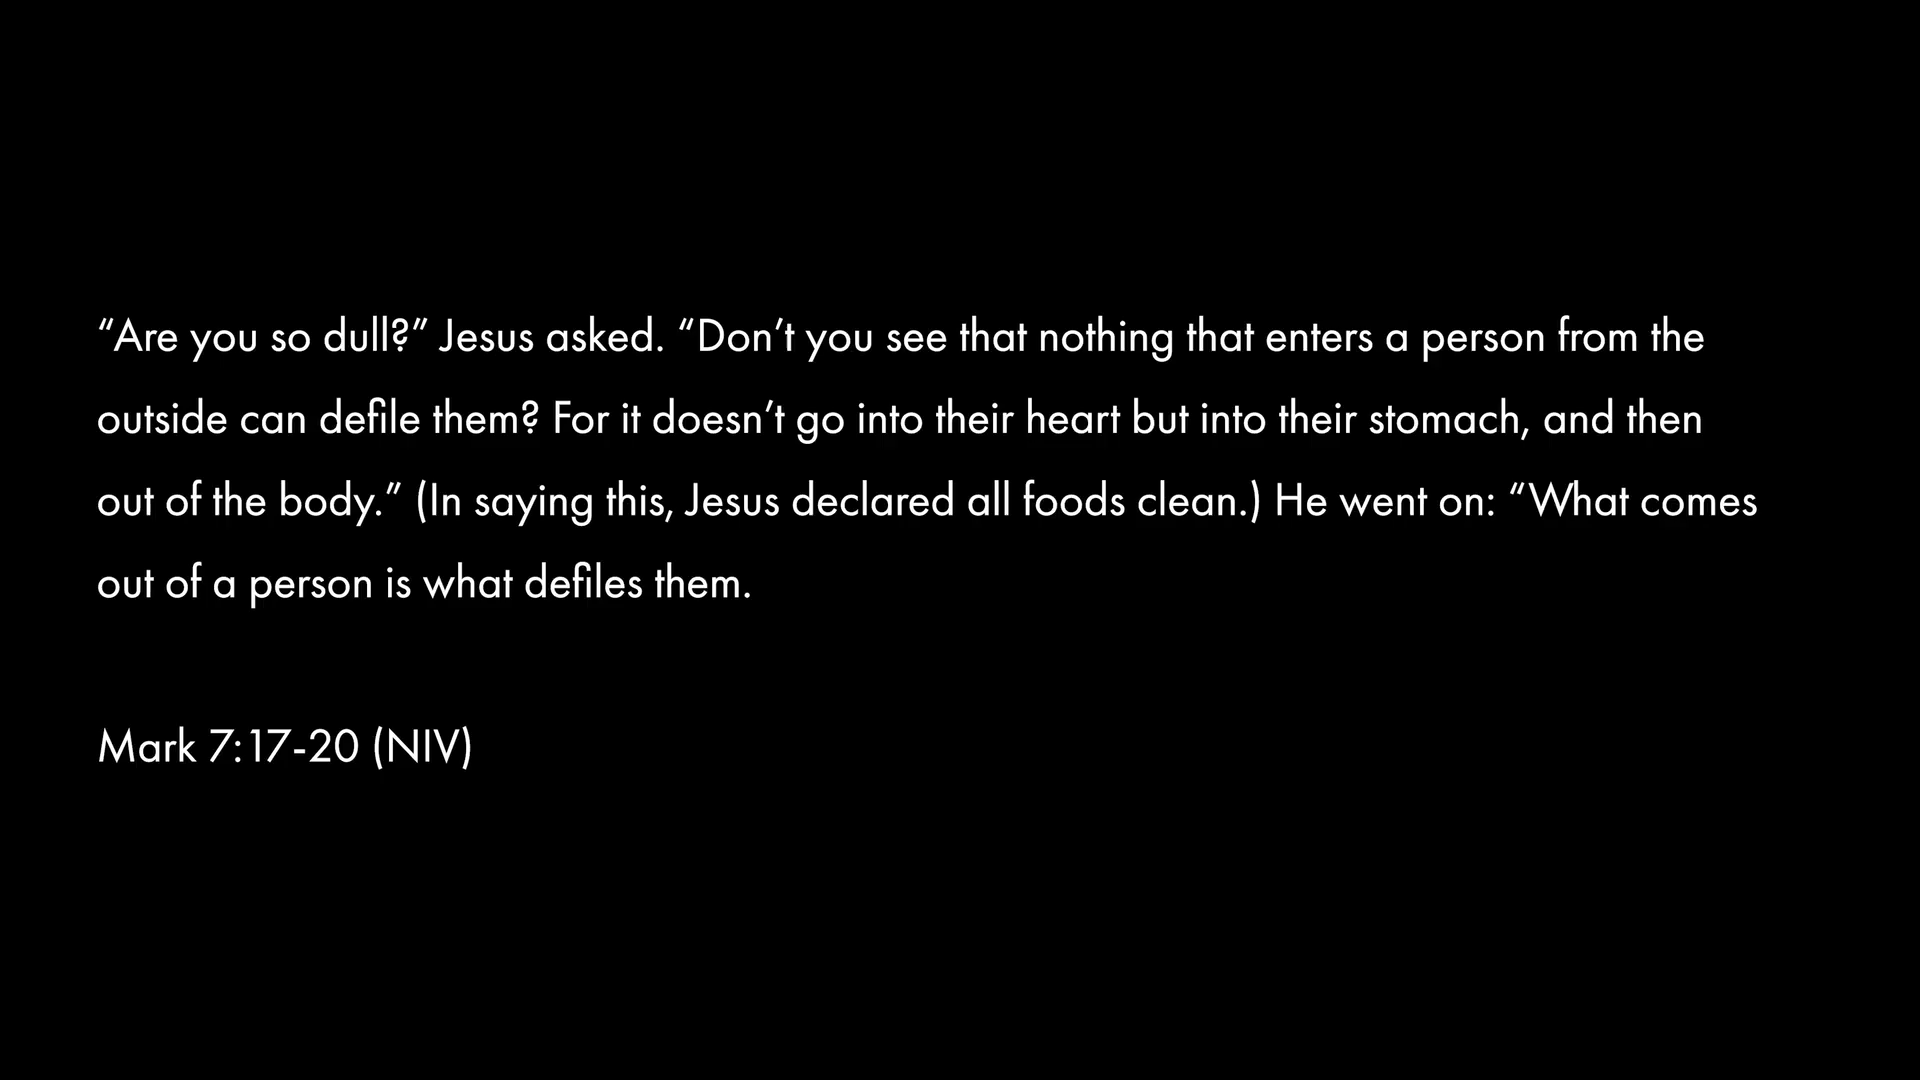 “Are you so dull?” Jesus asked. “Don’t you see that nothing that enters a person from the
outside can defile them? For it doesn’t go into their heart but into their stomach, and then
out of the body.” (In saying this, Jesus declared all foods clean.) He went on: “What comes
out of a person is what defiles them.
Mark 7:17-20 (NIV)